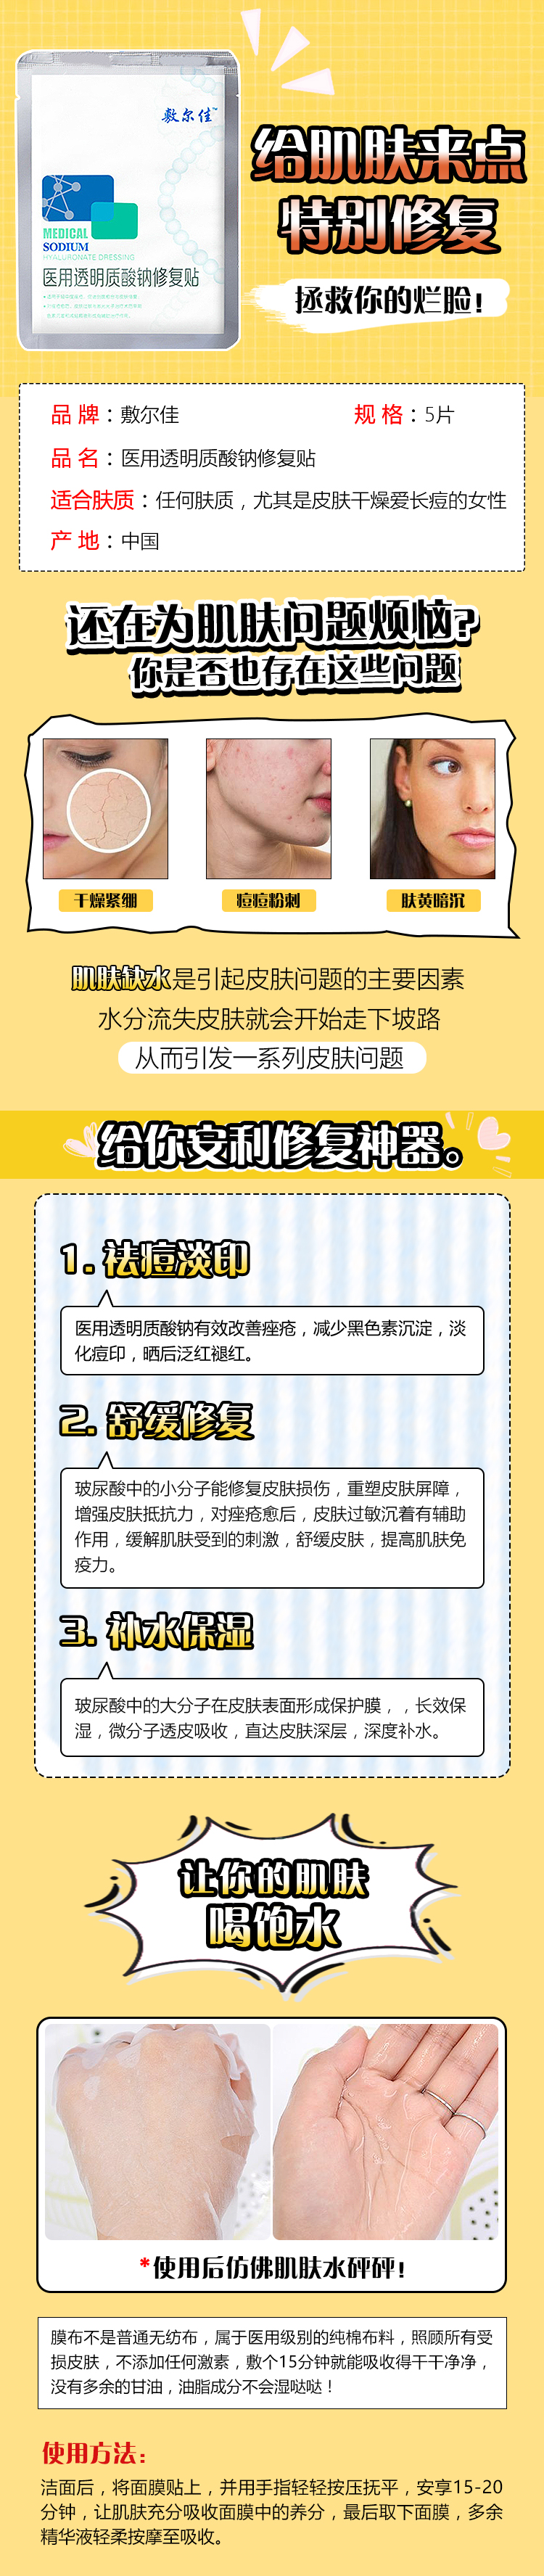 敷尔佳™
MEDICAL
SODIUM
HYALURONATE DRESSING
医用透明质酸钠修复贴
给肌肤来点
特别修复
拯救你的烂脸!
品 牌：敷尔佳 规 格：5片
品 名：医用透明质酸钠修复贴
适合肤质：任何肤质，尤其是皮肤干燥爱长痘的女性
产 地：中国
还在为肌肤问题烦恼?
你是否也存在这些问题
干燥紧绷 痘痘粉刺 肤黄暗沉
肌肤缺水是引起皮肤问题的主要因素
水分流失皮肤就会开始走下坡路
从而引发一系列皮肤问题
给你安利修复神器。
1. 祛痘淡印
医用透明质酸钠有效改善痤疮，减少黑色素沉淀，淡
化痘印，晒后泛红褪红。
2. 舒缓修复
玻尿酸中的小分子能修复皮肤损伤，重塑皮肤屏障，
增强皮肤抵抗力，对痤疮愈后，皮肤过敏沉着有辅助
作用，缓解肌肤受到的刺激，舒缓皮肤，提高肌肤免
疫力。
3. 补水保湿
玻尿酸中的大分子在皮肤表面形成保护膜，，长效保
湿，微分子透皮吸收，直达皮肤深层，深度补水。
让你的肌肤
喝饱水
*使用后仿佛肌肤水砰砰!
膜布不是普通无纺布，属于医用级别的纯棉布料，照顾所有受
损皮肤，不添加任何激素，敷个15分钟就能吸收得干干净净，
没有多余的甘油，油脂成分不会湿哒哒！
使用方法：
洁面后，将面膜贴上，并用手指轻轻按压抚平，安享15-20
分钟，让肌肤充分吸收面膜中的养分，最后取下面膜，多余
精华液轻柔按摩至吸收。